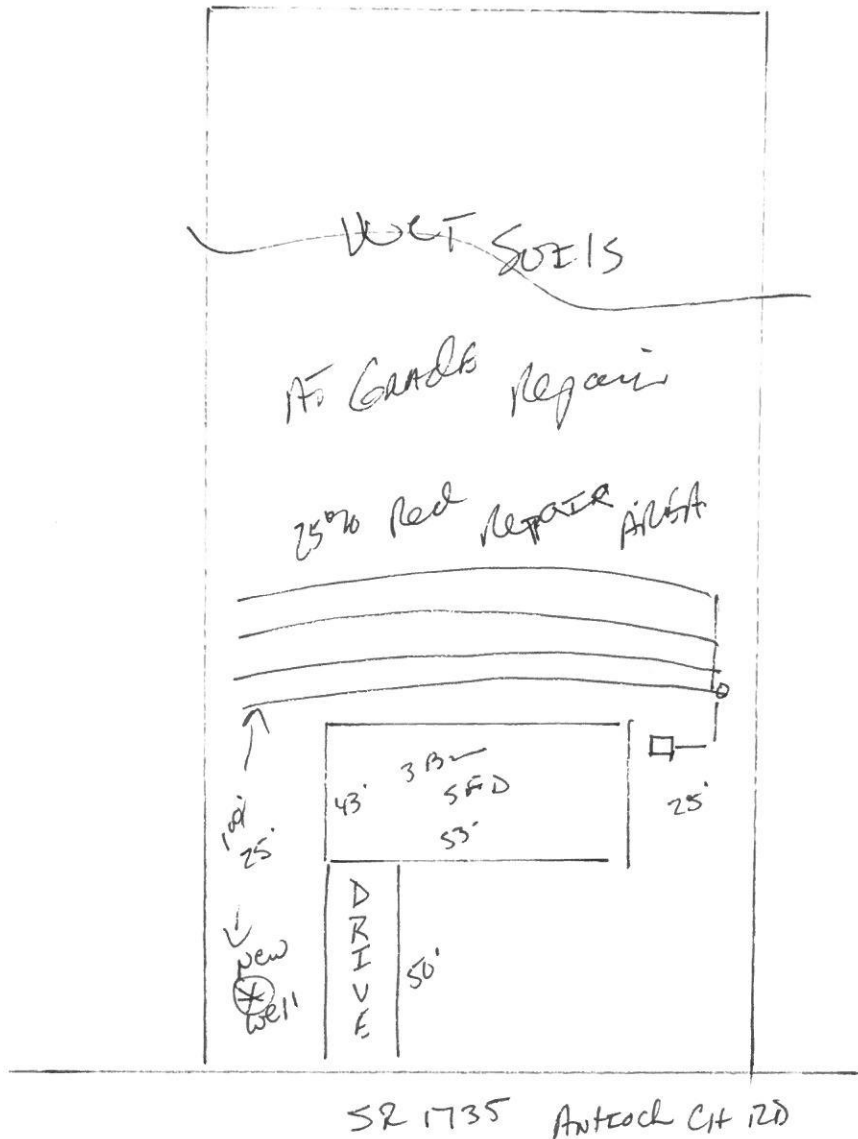 WET SOIlS
AT GRADE Repair
25% Red REPAIR AREA
3 Br
43' SFD
53'
25'
100'
25'
New
Well
DRIVE
50'
SR 1735 ANTIOCH CH RD